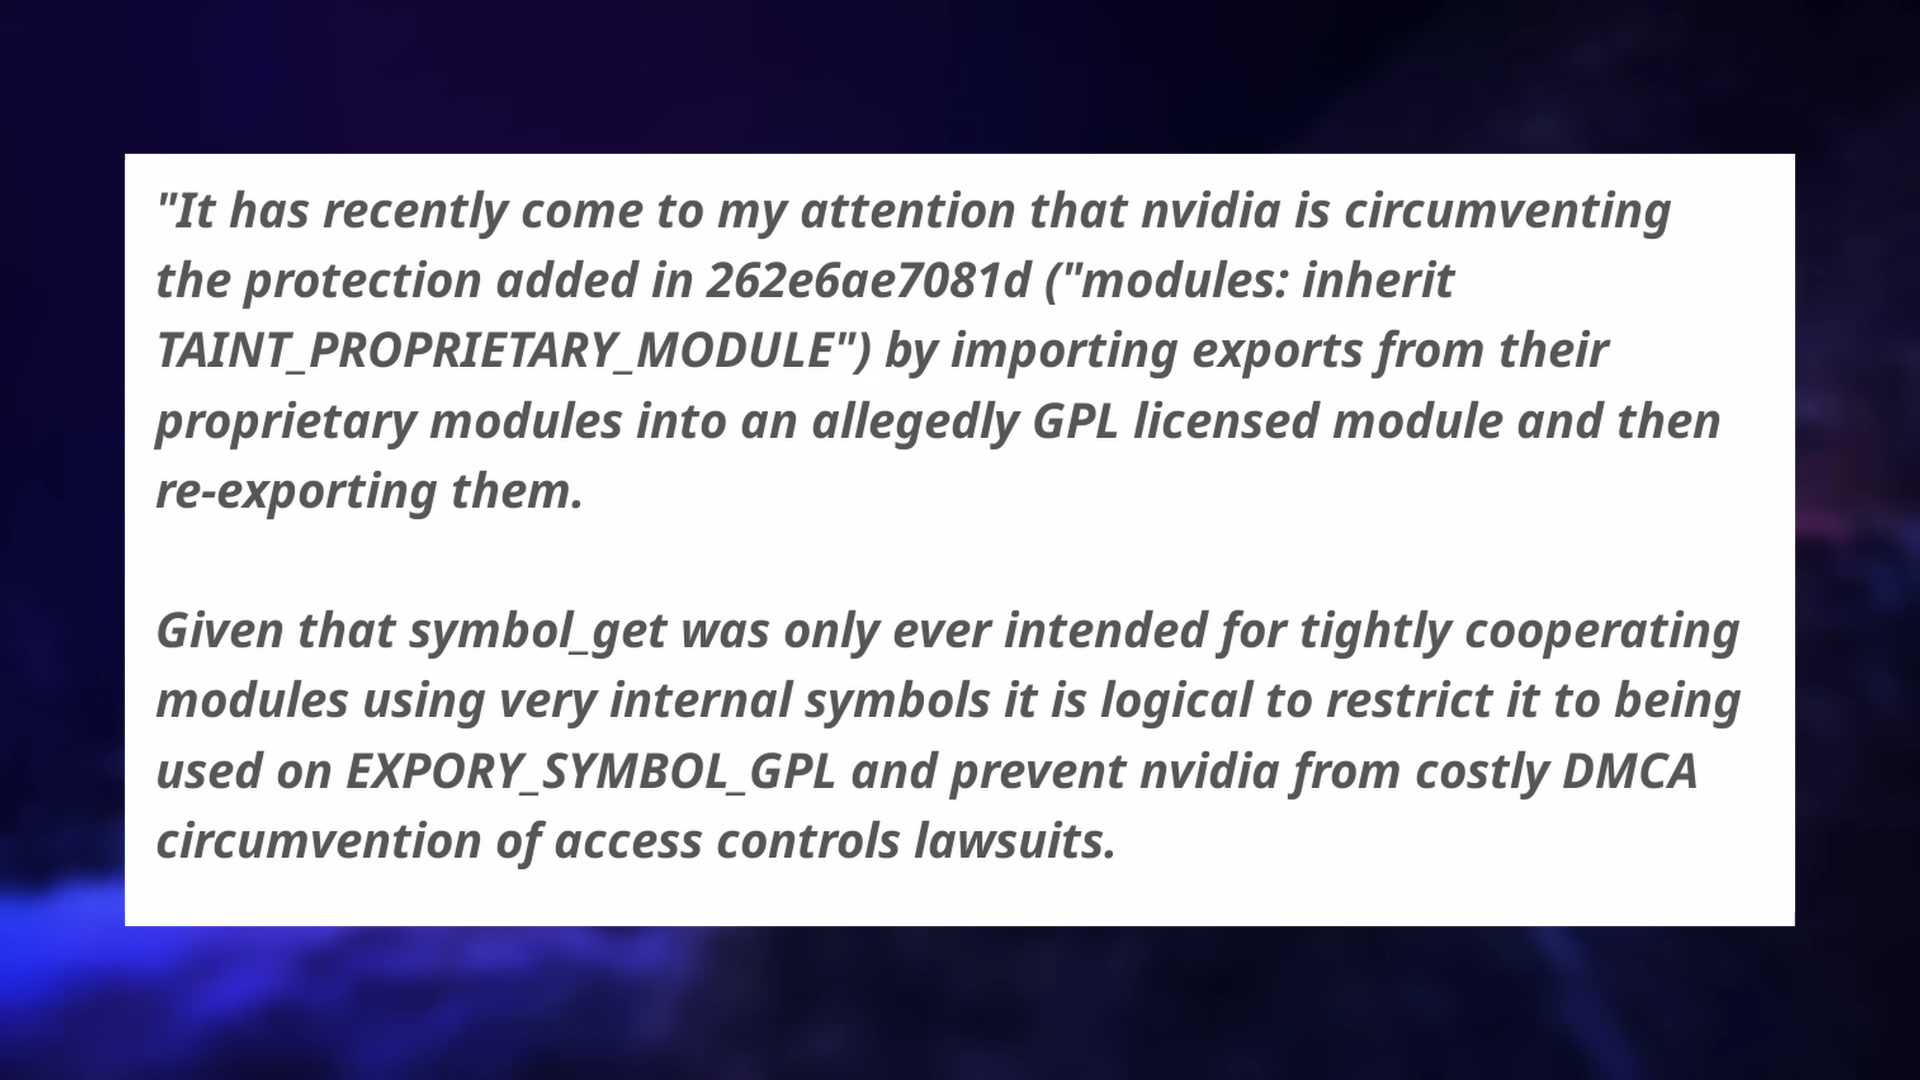 "It has recently come to my attention that nvidia is circumventing
the protection added in 262e6ae7081d ("modules: inherit
TAINT_PROPRIETARY_MODULE") by importing exports from their
proprietary modules into an allegedly GPL licensed module and then
re-exporting them.
Given that symbol_get was only ever intended for tightly cooperating
modules using very internal symbols it is logical to restrict it to being
used on EXPORY_SYMBOL_GPL and prevent nvidia from costly DMCA
circumvention of access controls lawsuits.